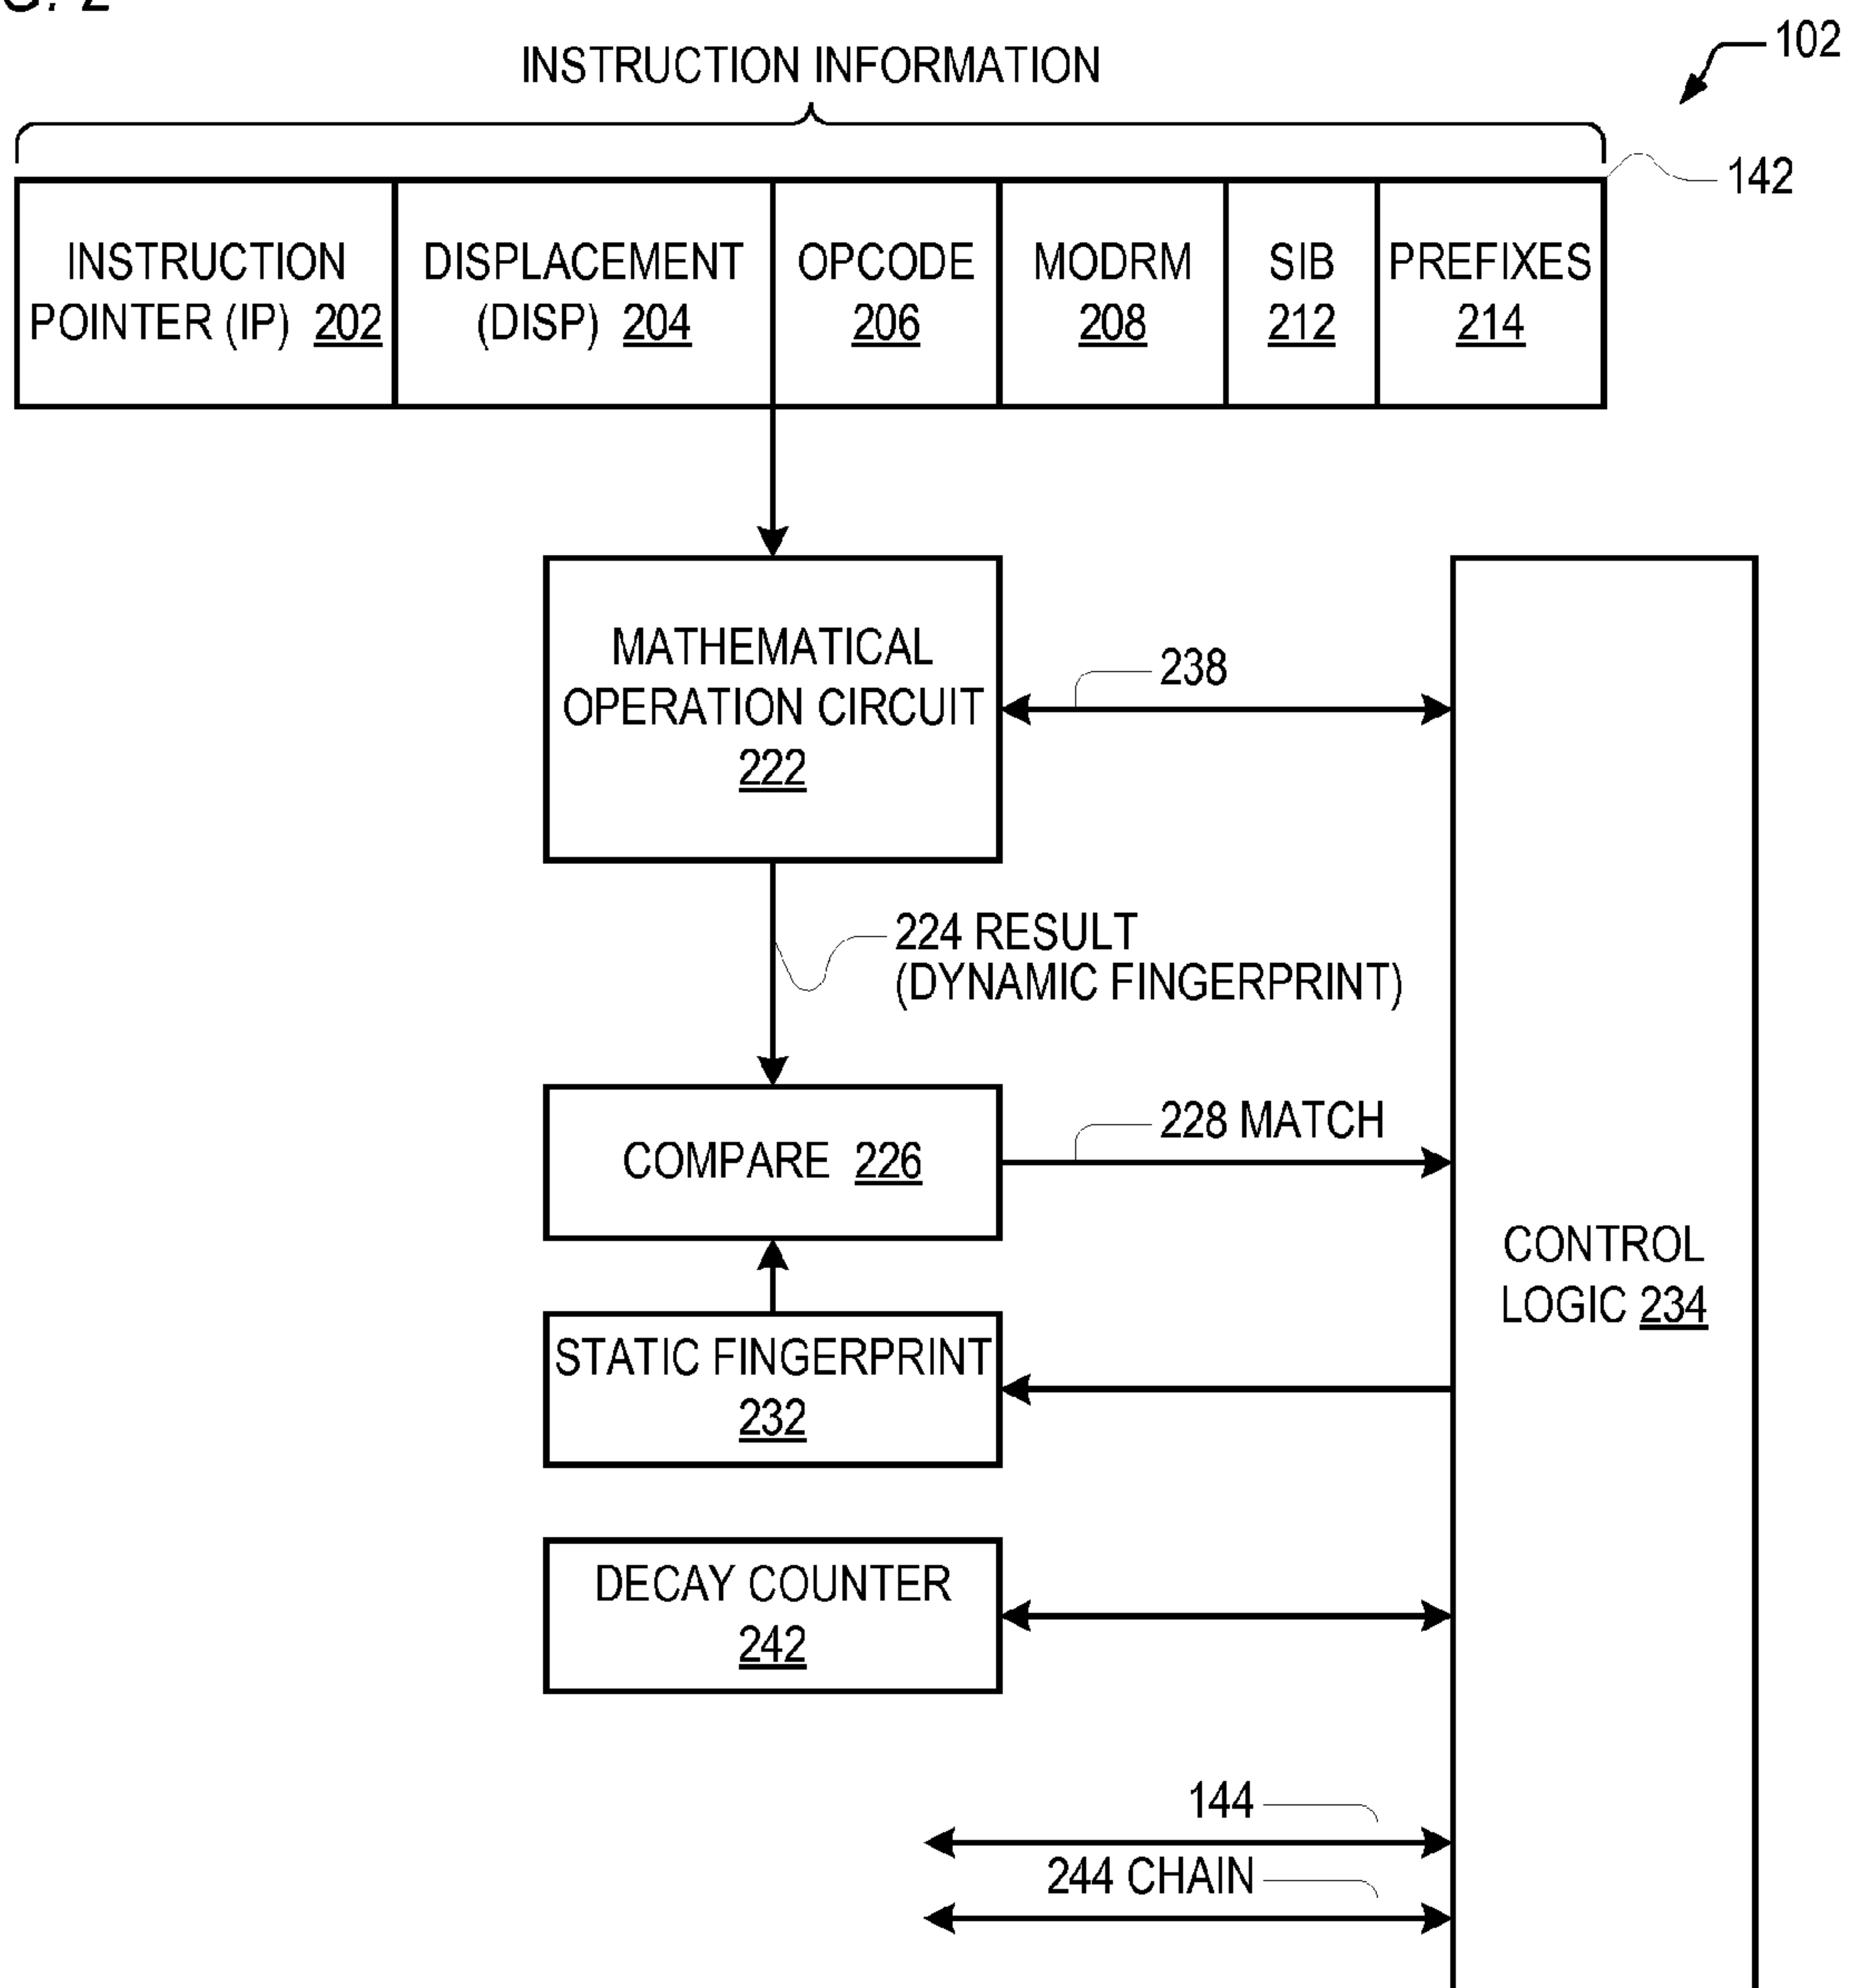 102
INSTRUCTION INFORMATION
142
INSTRUCTION
POINTER (IP) 202
DISPLACEMENT
(DISP) 204
OPCODE
206
MODRM
208
SIB
212
PREFIXES
214
MATHEMATICAL
OPERATION CIRCUIT
222
238
224 RESULT
(DYNAMIC FINGERPRINT)
COMPARE 226
228 MATCH
CONTROL
LOGIC 234
STATIC FINGERPRINT
232
DECAY COUNTER
242
144
244 CHAIN